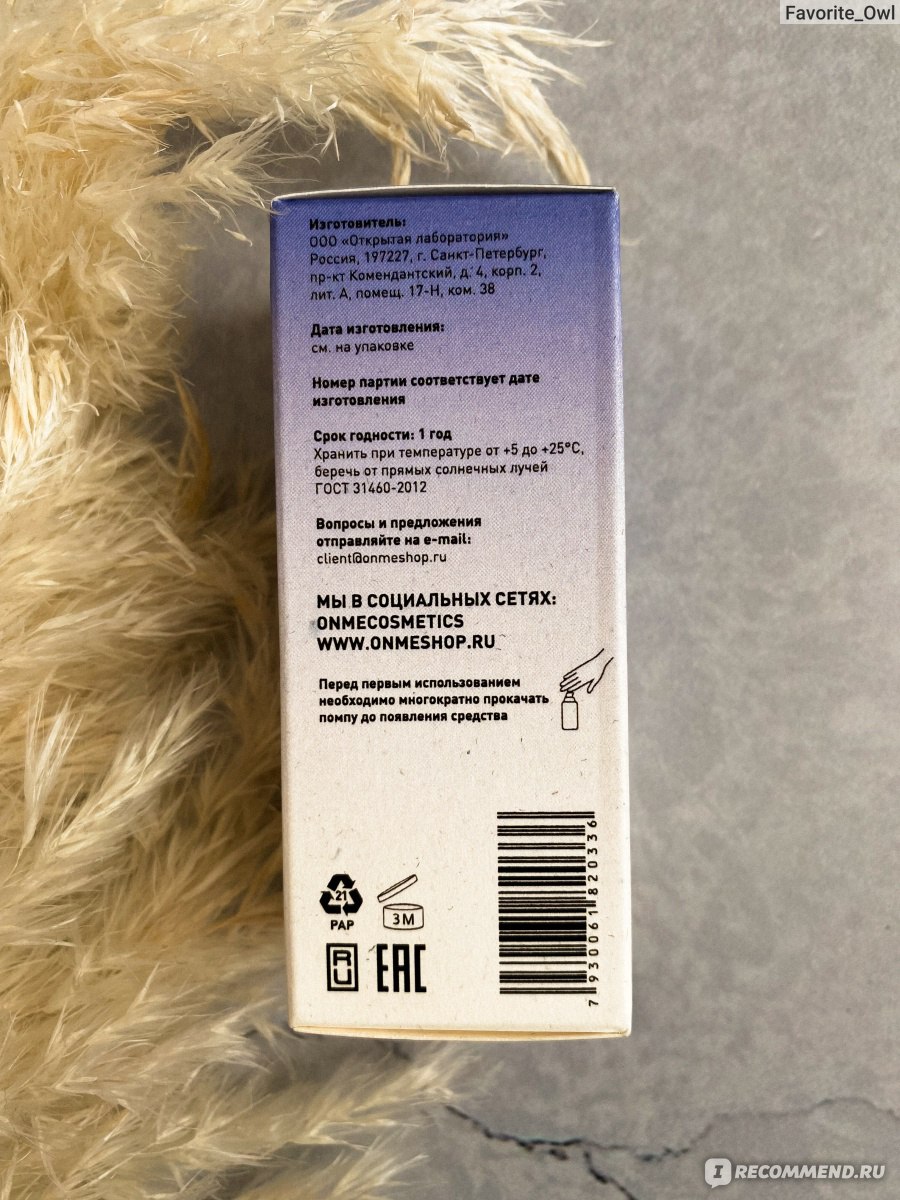 Favorite_Owl
Изготовитель:
ООО «Открытая лаборатория»
Россия, 197227, г. Санкт-Петербург,
пр-кт Комендантский, д. 4, корп. 2,
лит. А, помещ. 17-Н, ком. 38
Дата изготовления:
см. на упаковке
Номер партии соответствует дате
изготовления
Срок годности: 1 год
Хранить при температуре от +5 до +25°C,
беречь от прямых солнечных лучей
ГОСТ 31460-2012
Вопросы и предложения
отправляйте на e-mail:
client@onmeshop.ru
МЫ В СОЦИАЛЬНЫХ СЕТЯХ:
ONMECOSMETICS
WWW.ONMESHOP.RU
Перед первым использованием
необходимо многократно прокачать
помпу до появления средства
21
PAP
3M
RU
EAC
7 930061 820336
IRECOMMEND.RU